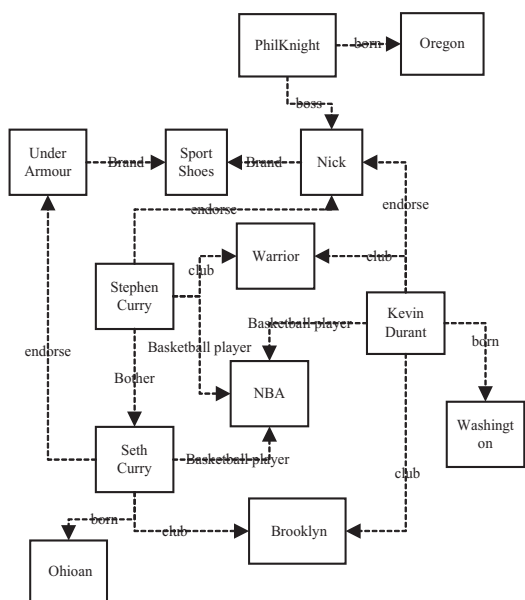 PhilKnight
born
Oregon
boss
Under
Armour
Brand
Sport
Shoes
Brand
Nick
endorse
endorse
Stephen
Curry
club
Warrior
club
Kevin
Durant
Basketball player
born
Basketball player
endorse
Bother
NBA
Washingt
on
Seth
Curry
Basketball player
club
born
club
Brooklyn
Ohioan